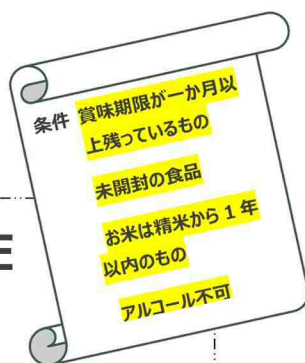 条件 賞味期限が一か月以
上残っているもの
未開封の食品
お米は精米から1年
以内のもの
アルコール不可